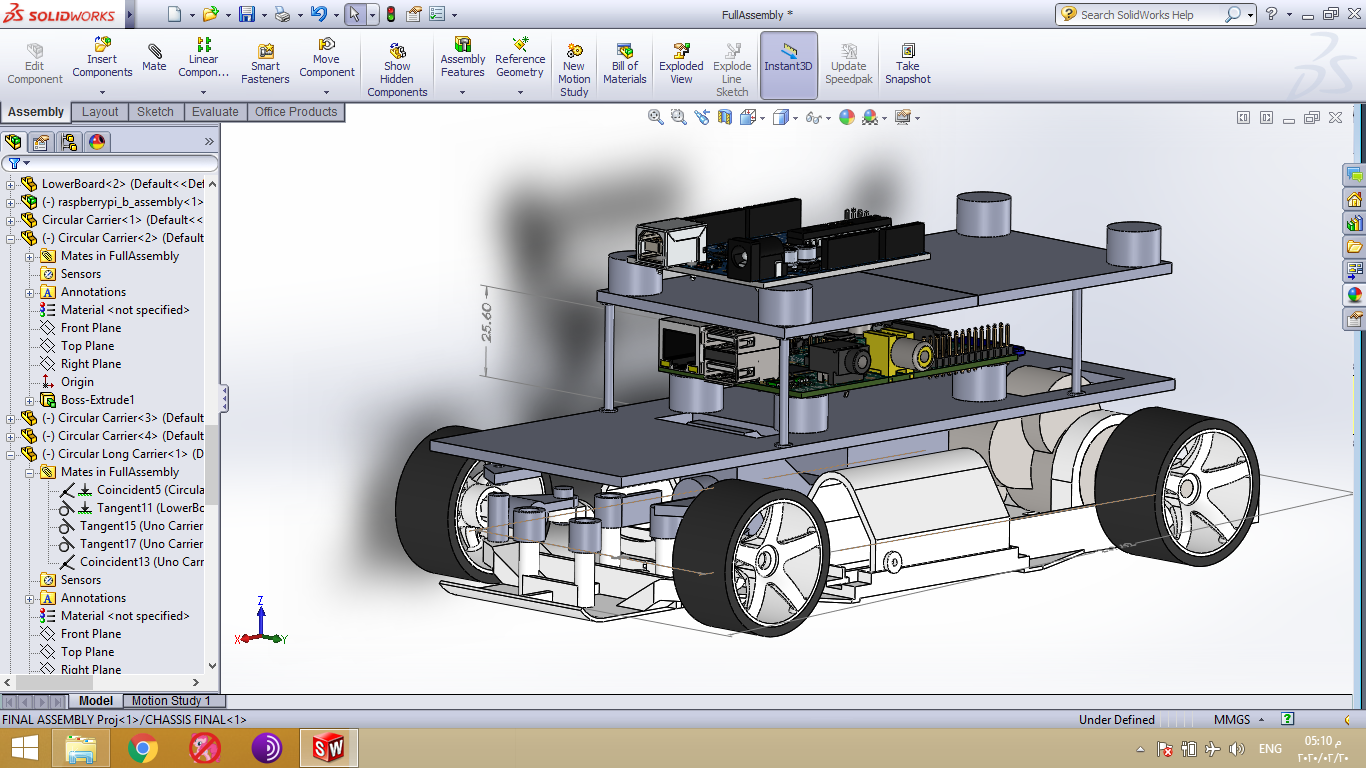 SOLIDWORKS
FullAssembly *
Search SolidWorks Help
Edit Component
Insert Components
Mate
Linear Compon...
Smart Fasteners
Move Component
Show Hidden Components
Assembly Features
Reference Geometry
New Motion Study
Bill of Materials
Exploded View
Explode Line Sketch
Instant3D
Update Speedpak
Take Snapshot
Assembly
Layout
Sketch
Evaluate
Office Products
LowerBoard<2> (Default<<Def
(-) raspberrypi_b_assembly<1>
Circular Carrier<1> (Default<<
(-) Circular Carrier<2> (Default
Mates in FullAssembly
Sensors
Annotations
Material <not specified>
Front Plane
Top Plane
Right Plane
Origin
Boss-Extrude1
(-) Circular Carrier<3> (Default
(-) Circular Carrier<4> (Default
(-) Circular Long Carrier<1> (D
Mates in FullAssembly
Coincident5 (Circula
Tangent11 (LowerBo
Tangent15 (Uno Carrier
Tangent17 (Uno Carrier
Coincident13 (Uno Carr
Sensors
Annotations
Material <not specified>
Front Plane
Top Plane
Right Plane
25.60
Z
X
Y
Model
Motion Study 1
FINAL ASSEMBLY Proj<1>/CHASSIS FINAL<1>
Under Defined
MMGS
SW
ENG
05:10 م
٢٠٢٠/٠٢/٢٠